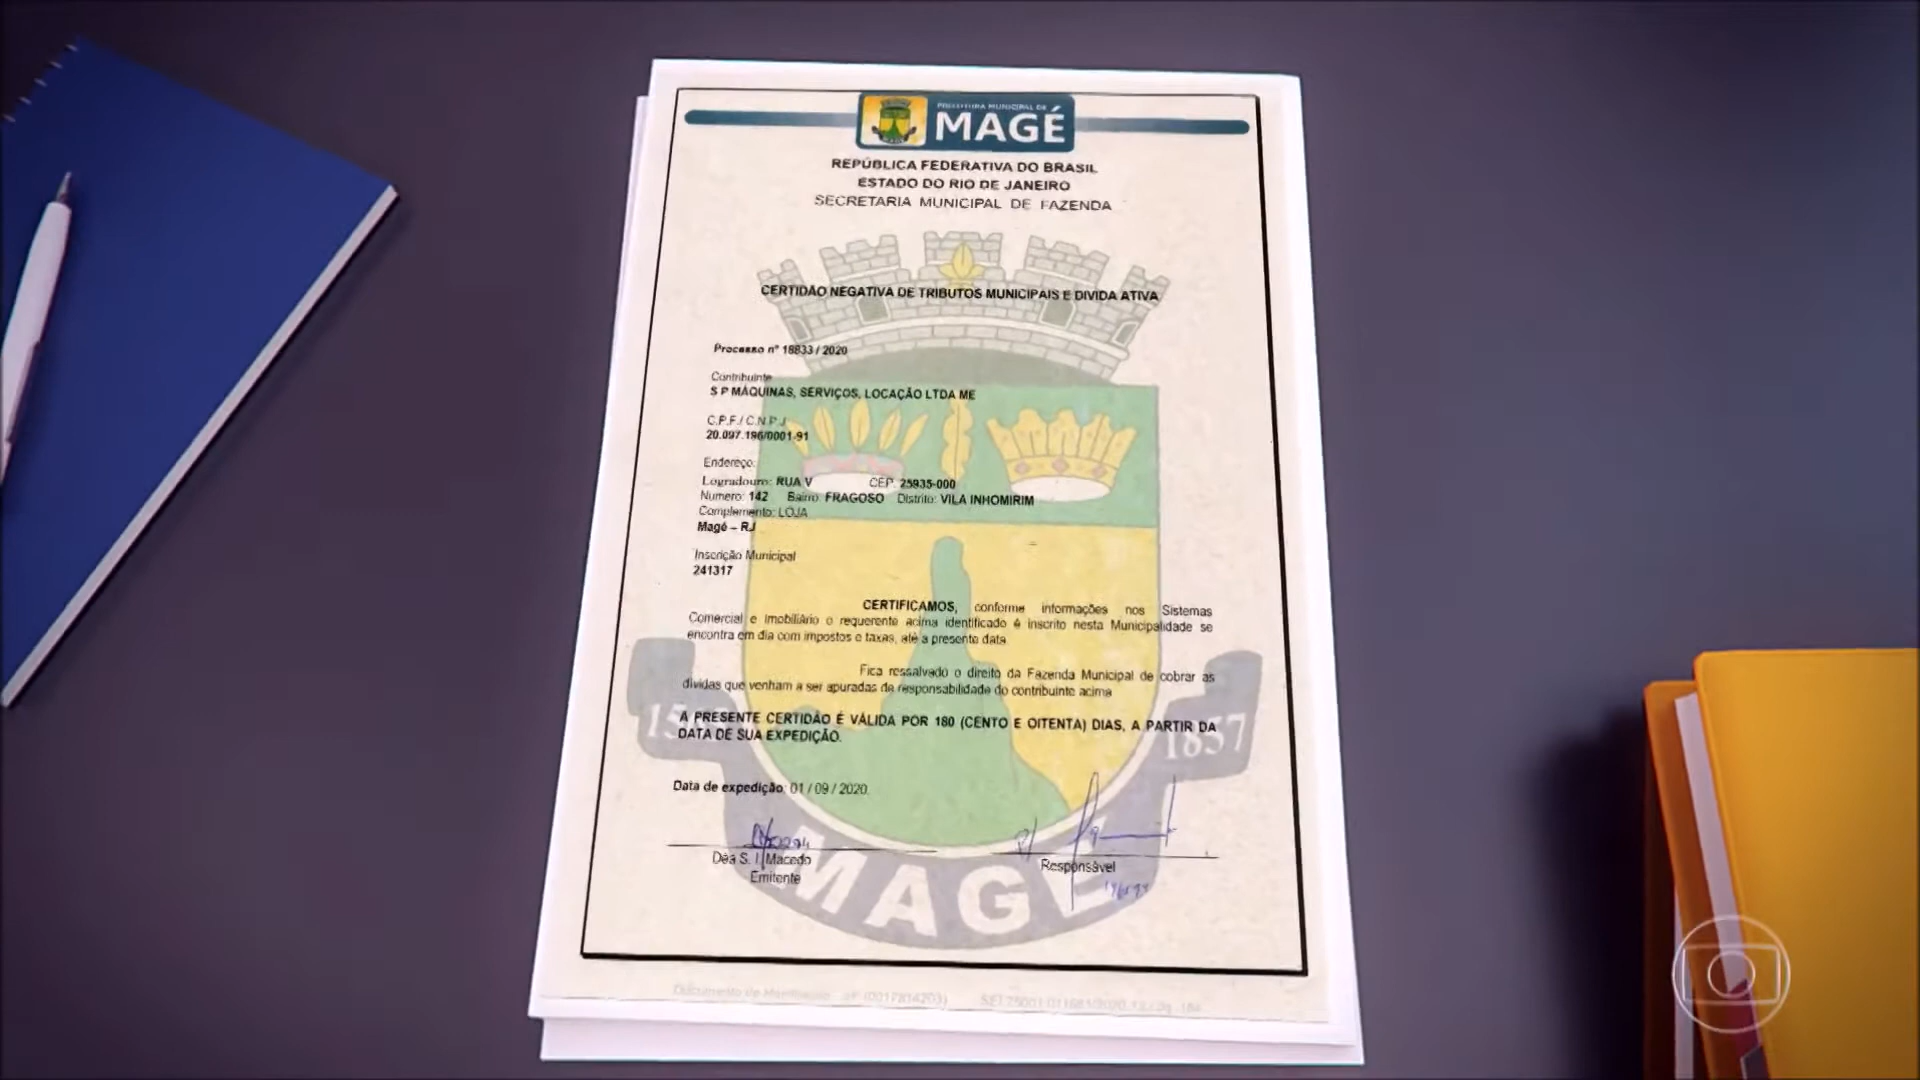 PREFEITURA MUNICIPAL DE
MAGÉ
REPÚBLICA FEDERATIVA DO BRASIL
ESTADO DO RIO DE JANEIRO
SECRETARIA MUNICIPAL DE FAZENDA
CERTIDÃO NEGATIVA DE TRIBUTOS MUNICIPAIS E DIVIDA ATIVA
Processo nº 18833 / 2020
Contribuinte
S P MÁQUINAS, SERVIÇOS, LOCAÇÃO LTDA ME
C.P.F./ C.N.P.J
20.097.196/0001-91
Endereço:
Logradouro: RUA V CEP: 25935-000
Numero: 142 Bairro: FRAGOSO Distrito: VILA INHOMIRIM
Complemento: LOJA
Magé – RJ
Inscrição Municipal
241317
CERTIFICAMOS, conforme informações nos Sistemas
Comercial e Imobiliário o requerente acima identificado é inscrito nesta Municipalidade se
encontra em dia com impostos e taxas, até a presente data
Fica ressalvado o direito da Fazenda Municipal de cobrar as
dividas que venham a ser apuradas da responsabilidade do contribuinte acima
A PRESENTE CERTIDÃO É VÁLIDA POR 180 (CENTO E OITENTA) DIAS, A PARTIR DA
DATA DE SUA EXPEDIÇÃO.
1857
Data de expedição: 01 / 09 / 2020
P/
Déa S. I. Macedo
Emitente
Responsável
MAGÉ